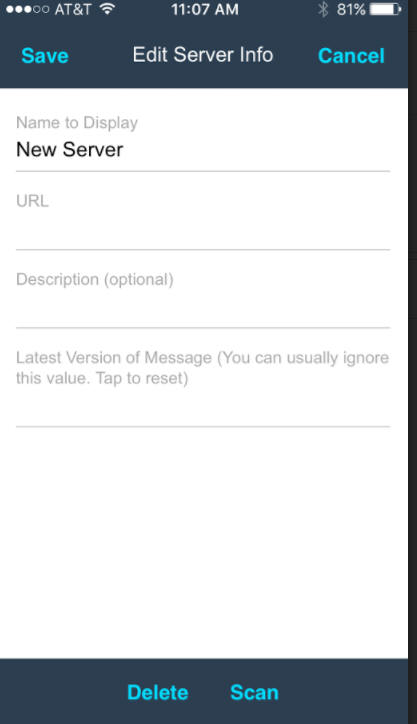 AT&T 11:07 AM 81%
Save Edit Server Info Cancel
Name to Display
New Server
URL
Description (optional)
Latest Version of Message (You can usually ignore
this value. Tap to reset)
Delete Scan